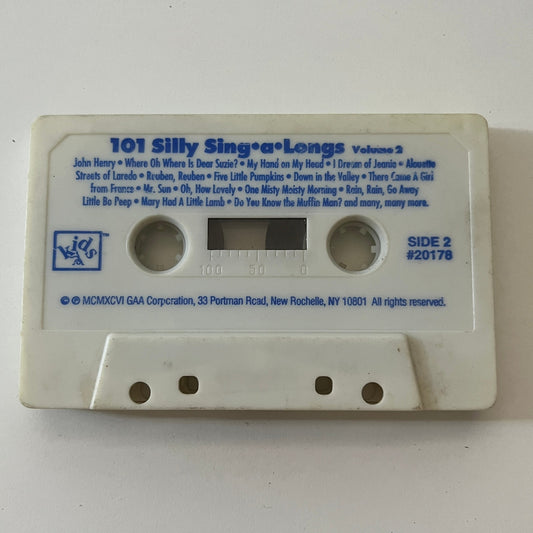 101 Silly Sing•a•Longs Volume 2
John Henry • Where Oh Where Is Dear Suzie? • My Hand on My Head • I Dream of Jeanie • Alouette
Streets of Laredo • Reuben, Reuben • Five Little Pumpkins • Down in the Valley • There Came A Girl
from France • Mr. Sun • Oh, How Lovely • One Misty Moisty Morning • Rain, Rain, Go Away
Little Bo Peep • Mary Had A Little Lamb • Do You Know the Muffin Man? and many, many more.
kids
SIDE 2
#20178
100 50 0
© ℗ MCMXCVI GAA Corporation, 33 Portman Road, New Rochelle, NY 10801 All rights reserved.